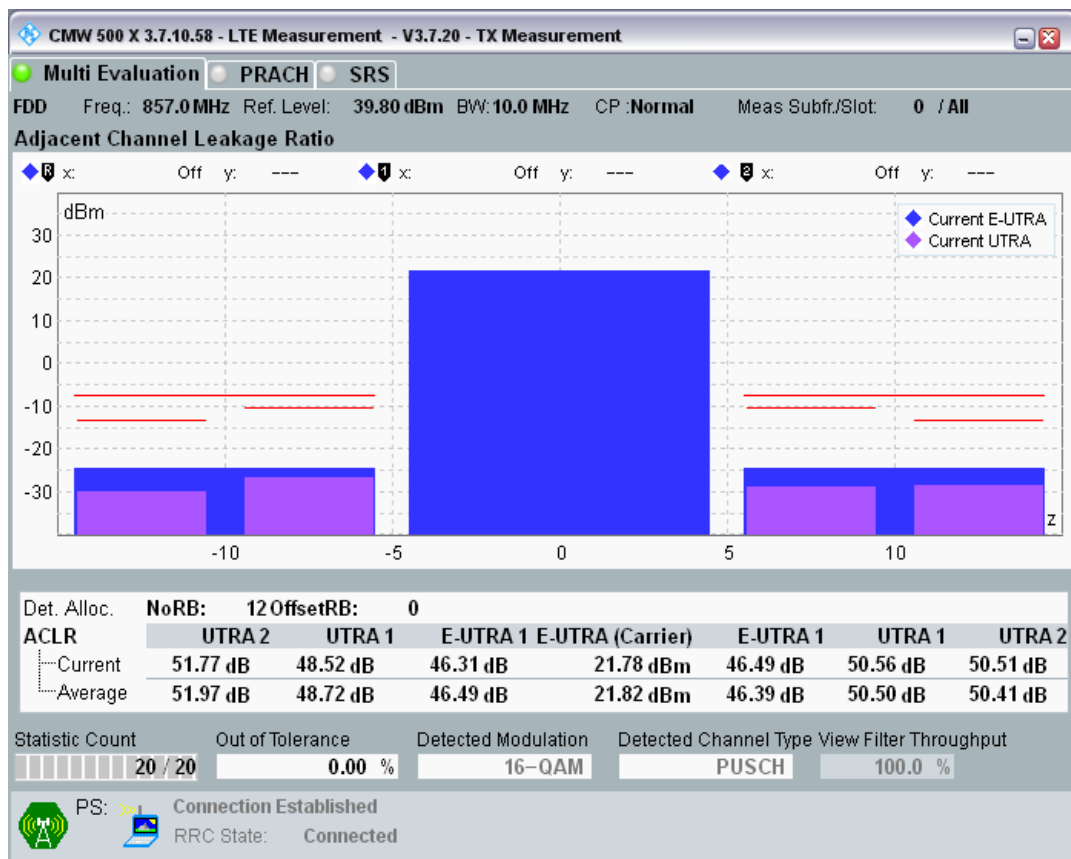 CMW 500 X 3.7.10.58 - LTE Measurement - V3.7.20 - TX Measurement
Multi Evaluation PRACH SRS
FDD Freq.: 857.0 MHz Ref. Level: 39.80 dBm BW: 10.0 MHz CP :Normal Meas Subfr./Slot: 0 / All
Adjacent Channel Leakage Ratio
R x: Off y: --- 1 x: Off y: --- 2 x: Off y: ---
dBm
Current E-UTRA
Current UTRA
30
20
10
0
-10
-20
-30
z
-10 -5 0 5 10
Det. Alloc. NoRB: 12 OffsetRB: 0
ACLR UTRA 2 UTRA 1 E-UTRA 1 E-UTRA (Carrier) E-UTRA 1 UTRA 1 UTRA 2
Current 51.77 dB 48.52 dB 46.31 dB 21.78 dBm 46.49 dB 50.56 dB 50.51 dB
Average 51.97 dB 48.72 dB 46.49 dB 21.82 dBm 46.39 dB 50.50 dB 50.41 dB
Statistic Count Out of Tolerance Detected Modulation Detected Channel Type View Filter Throughput
20 / 20 0.00 % 16-QAM PUSCH 100.0 %
PS: Connection Established
RRC State: Connected